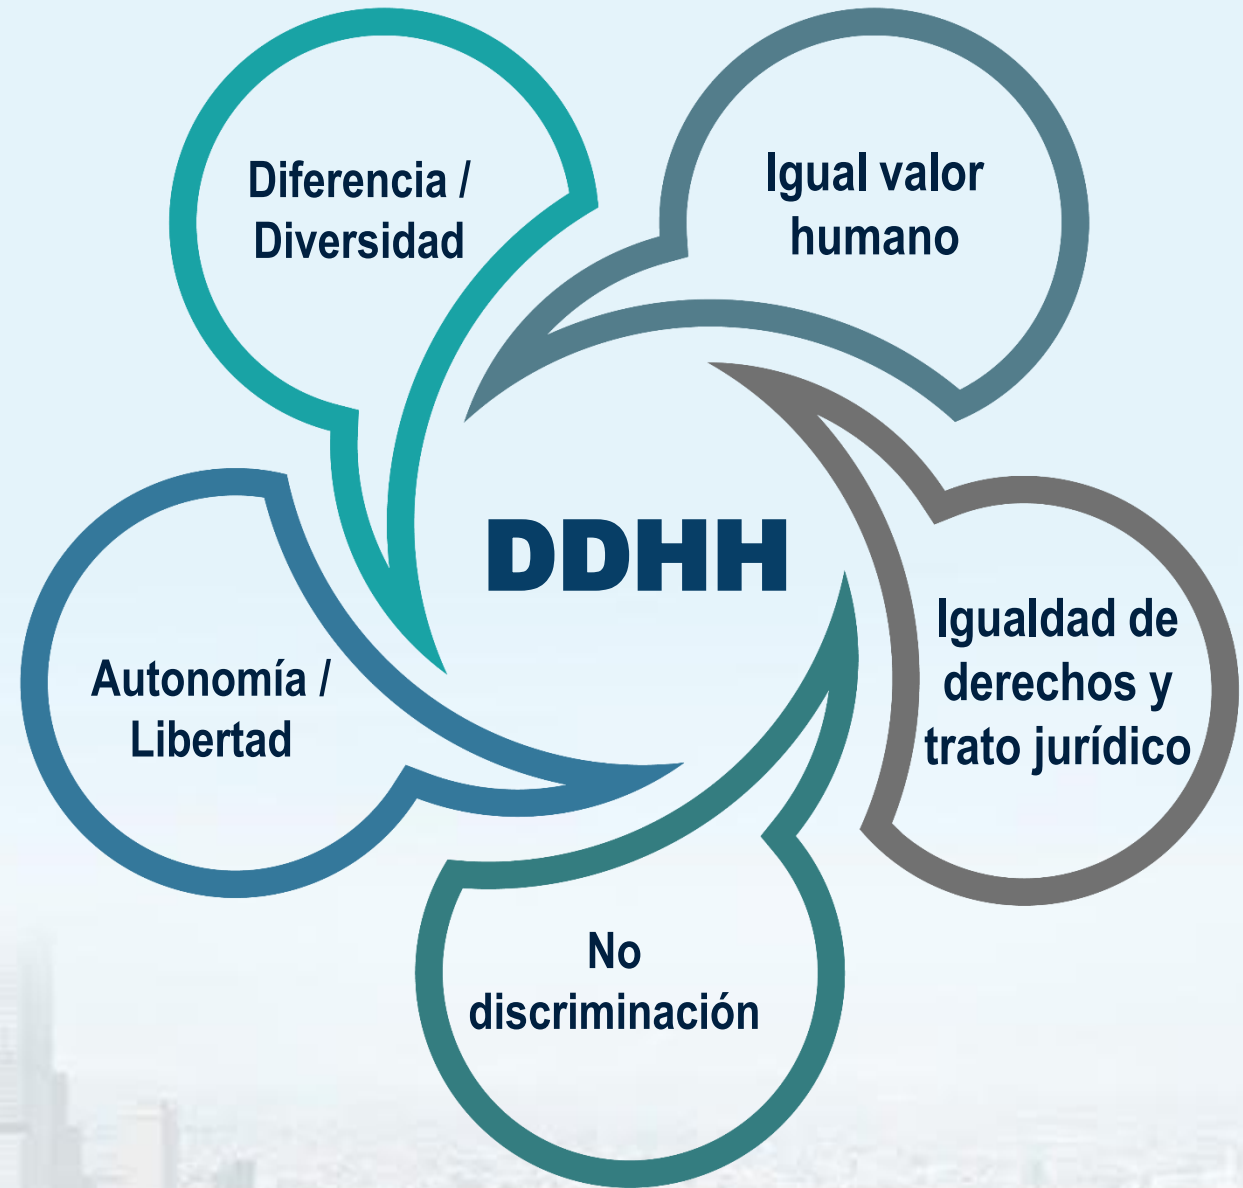 Diferencia /
Diversidad
Igual valor
humano
DDHH
Igualdad de
derechos y
trato jurídico
Autonomía /
Libertad
No
discriminación